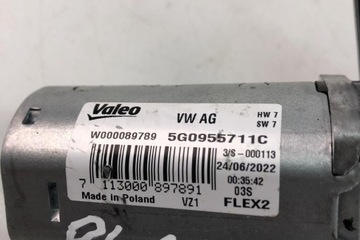 Valeo
VW AG
HW 7
SW 7
W000089789
5G0955711C
3/S-000113
24/06/2022
00:35:42
7 113000 897891
03S
Made in Poland
VZ1
FLEX2